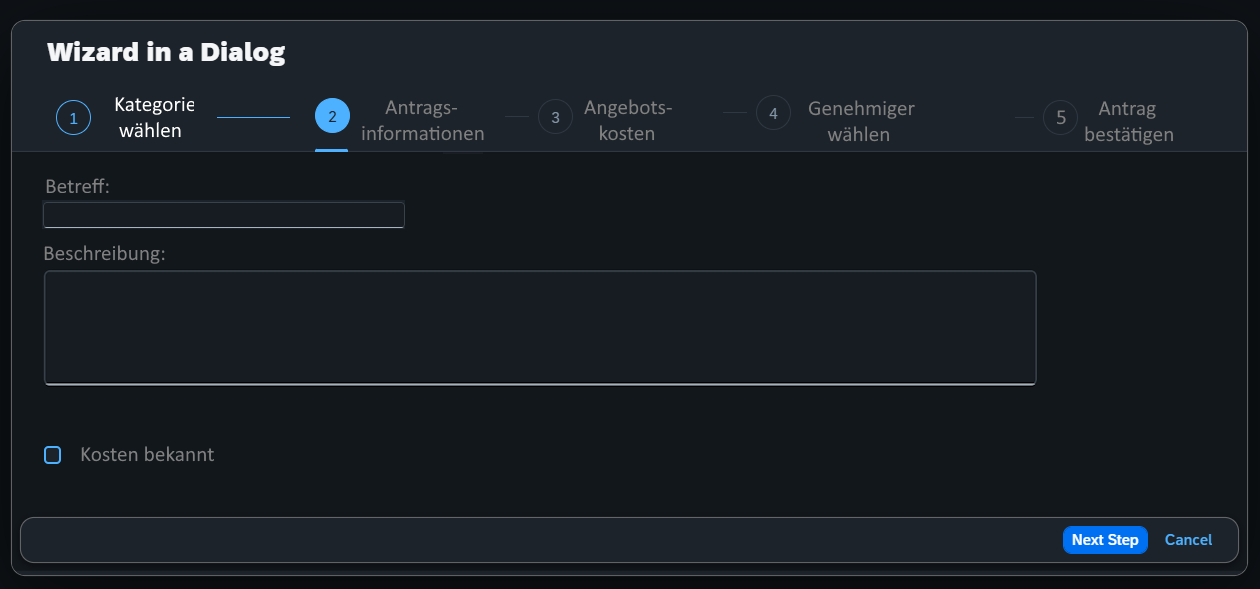 Wizard in a Dialog
1 Kategorie
wählen
2 Antrags-
informationen
3 Angebots-
kosten
4 Genehmiger
wählen
5 Antrag
bestätigen
Betreff:
Beschreibung:
Kosten bekannt
Next Step Cancel